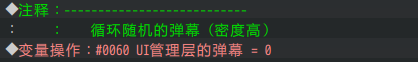 ◆注释：---------------------------
：　　：　　循环随机的弹幕（密度高）
◆变量操作：#0060 UI管理层的弹幕 = 0